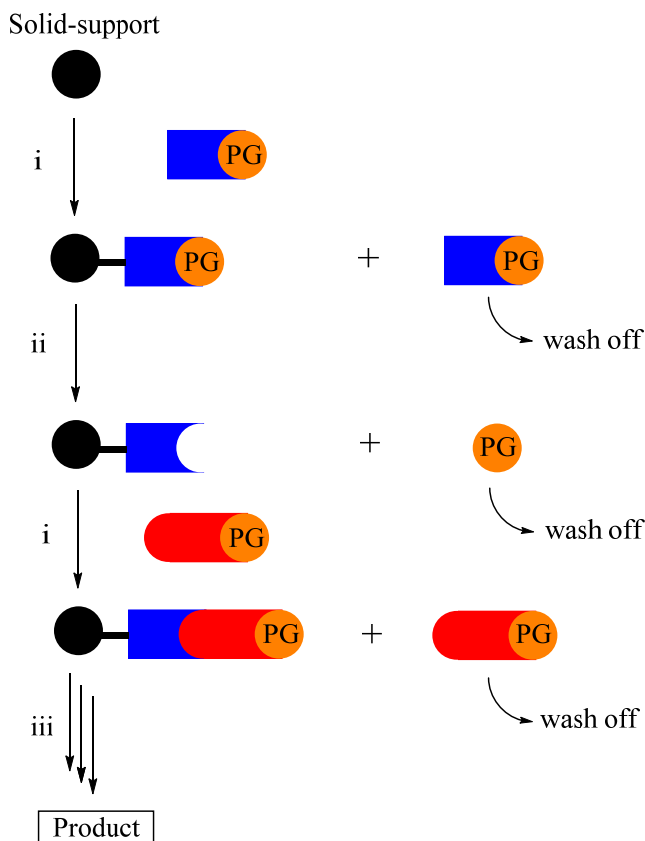 Solid-support
i
PG
PG
+
PG
wash off
ii
+
PG
wash off
i
PG
PG
+
PG
wash off
iii
Product